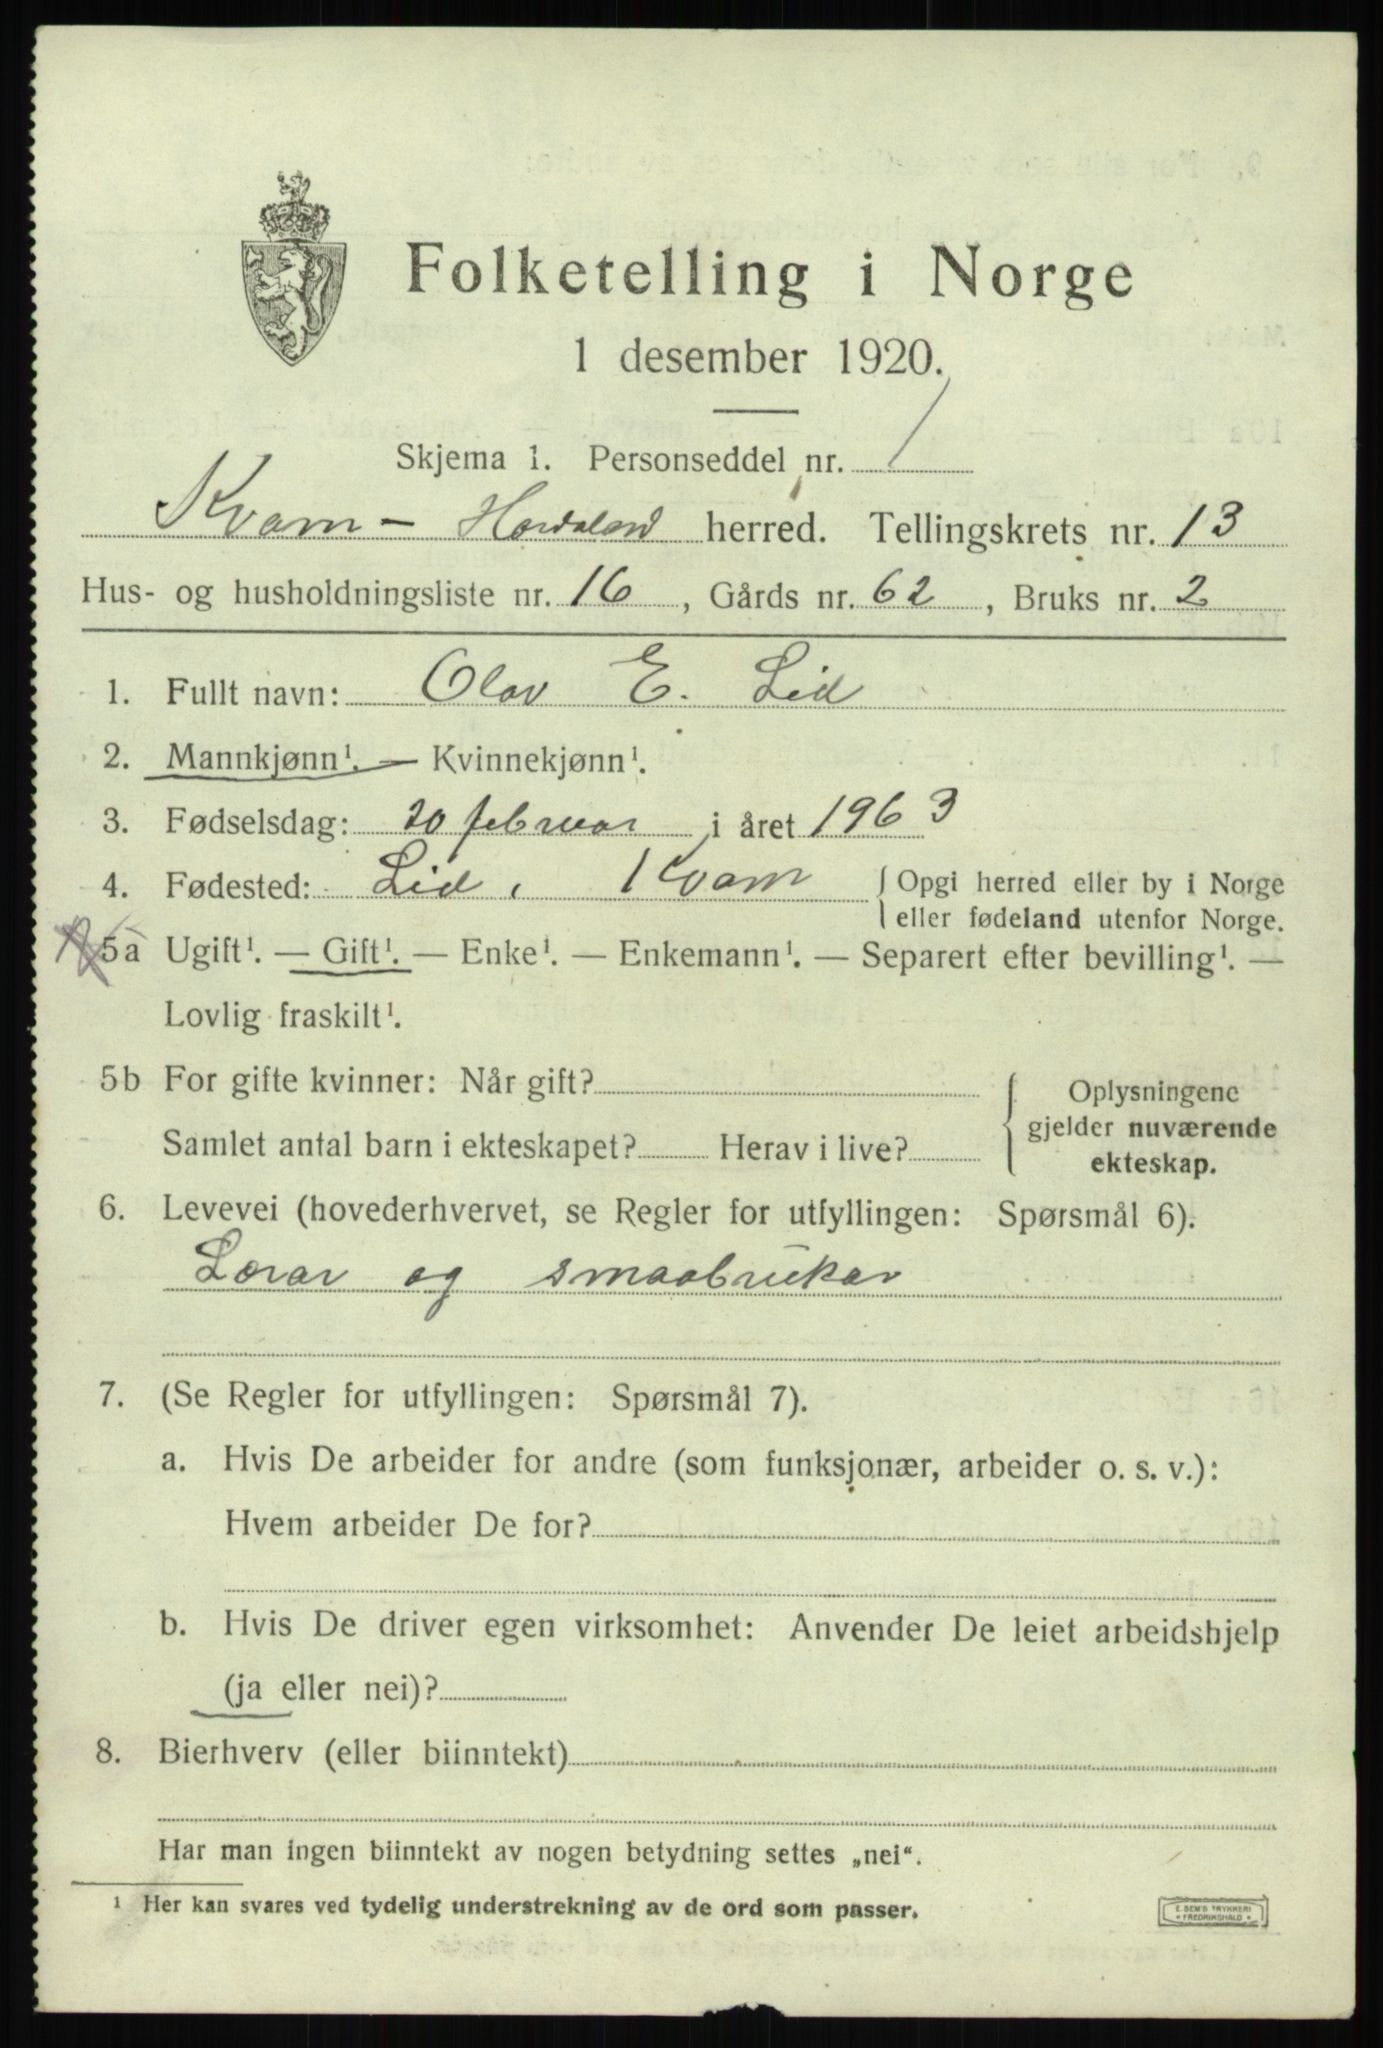 Folketelling i Norge
1 desember 1920.
Skjema 1. Personseddel nr. 1
Kvam - Hordaland herred. Tellingskrets nr. 13
Hus- og husholdningsliste nr. 16, Gårds nr. 62, Bruks nr. 2
1. Fullt navn: Olav E. Lid
2. Mannkjønn¹. — Kvinnekjønn¹.
3. Fødselsdag: 20 februar i året 1963
4. Fødested: Lid, Kvam {Opgi herred eller by i Norge
eller fødeland utenfor Norge.
5a Ugift¹. — Gift¹. — Enke¹. — Enkemann¹. — Separert efter bevilling¹. —
Lovlig fraskilt¹.
5b For gifte kvinner: Når gift?
Samlet antal barn i ekteskapet? Herav i live?
{Oplysningene
gjelder nuværende
ekteskap.
6. Levevei (hovederhvervet, se Regler for utfyllingen: Spørsmål 6).
Lærar og smaabrukar
7. (Se Regler for utfyllingen: Spørsmål 7).
a. Hvis De arbeider for andre (som funksjonær, arbeider o. s. v.):
Hvem arbeider De for?
b. Hvis De driver egen virksomhet: Anvender De leiet arbeidshjelp
(ja eller nei)?
8. Bierhverv (eller biinntekt)
Har man ingen biinntekt av nogen betydning settes „nei“.
¹ Her kan svares ved tydelig understrekning av de ord som passer.
E. SEM'S TRYKKERI
FREDRIKSHALD